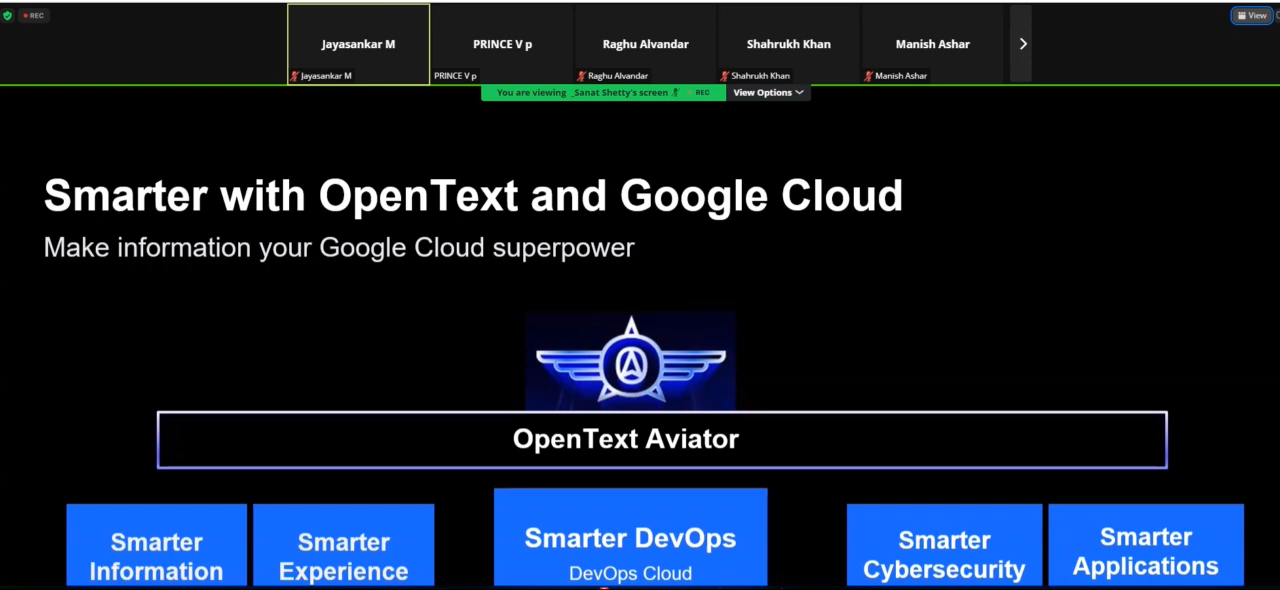 REC
View
Jayasankar M
PRINCE V p
Raghu Alvandar
Shahrukh Khan
Manish Ashar
Jayasankar M
PRINCE V p
Raghu Alvandar
Shahrukh Khan
Manish Ashar
You are viewing _Sanat Shetty's screen
REC
View Options
Smarter with OpenText and Google Cloud
Make information your Google Cloud superpower
OpenText Aviator
Smarter
Information
Smarter
Experience
Smarter DevOps
DevOps Cloud
Smarter
Cybersecurity
Smarter
Applications